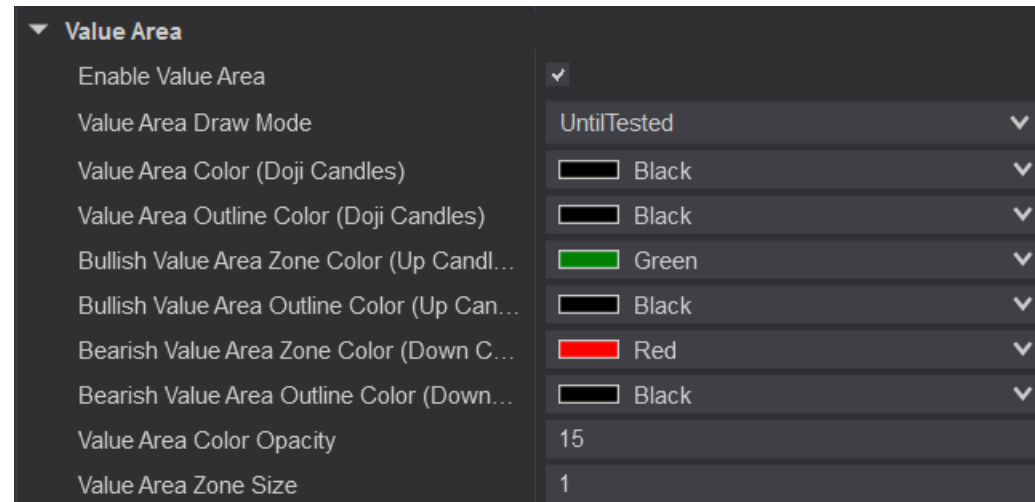 Value Area
Enable Value Area
Value Area Draw Mode UntilTested
Value Area Color (Doji Candles) Black
Value Area Outline Color (Doji Candles) Black
Bullish Value Area Zone Color (Up Candl... Green
Bullish Value Area Outline Color (Up Can... Black
Bearish Value Area Zone Color (Down C... Red
Bearish Value Area Outline Color (Down... Black
Value Area Color Opacity 15
Value Area Zone Size 1